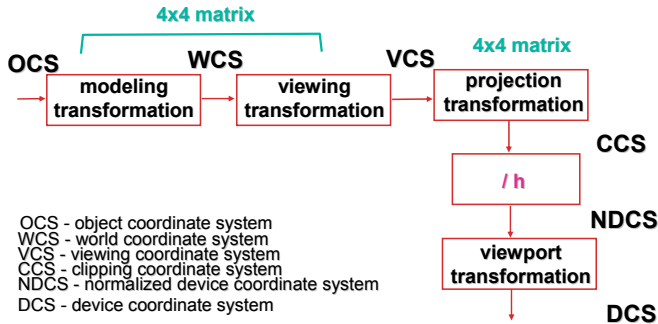 4x4 matrix
OCS
WCS
VCS
4x4 matrix
modeling
transformation
viewing
transformation
projection
transformation
CCS
/ h
NDCS
viewport
transformation
DCS
OCS - object coordinate system
WCS - world coordinate system
VCS - viewing coordinate system
CCS - clipping coordinate system
NDCS - normalized device coordinate system
DCS - device coordinate system